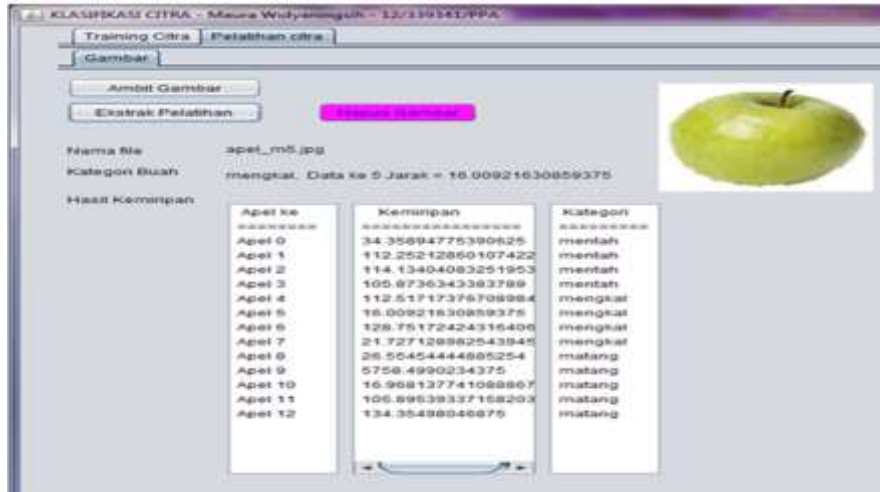 KLASIFIKASI CITRA - Maura Widyaningsih - 12/339341/PPA
Training Citra Pelatihan citra
Gambar
Ambil Gambar
Ekstrak Pelatihan Hapus Gambar
Nama file apel_m5.jpg
Kategori Buah mengkal, Data ke 5 Jarak = 16.00921630859375
Hasil Kemiripan
Apel ke Kemiripan Kategori
======== ================ =========
Apel 0 34.35894775390625 mentah
Apel 1 112.25212860107422 mentah
Apel 2 114.13404083251953 mentah
Apel 3 105.8736343383789 mentah
Apel 4 112.51717376708984 mengkal
Apel 5 16.00921630859375 mengkal
Apel 6 128.75172424316406 mengkal
Apel 7 21.727128982543945 mengkal
Apel 8 26.55454444885254 matang
Apel 9 5758.4990234375 matang
Apel 10 16.968137741088867 matang
Apel 11 105.89539337158203 matang
Apel 12 134.35498046875 matang